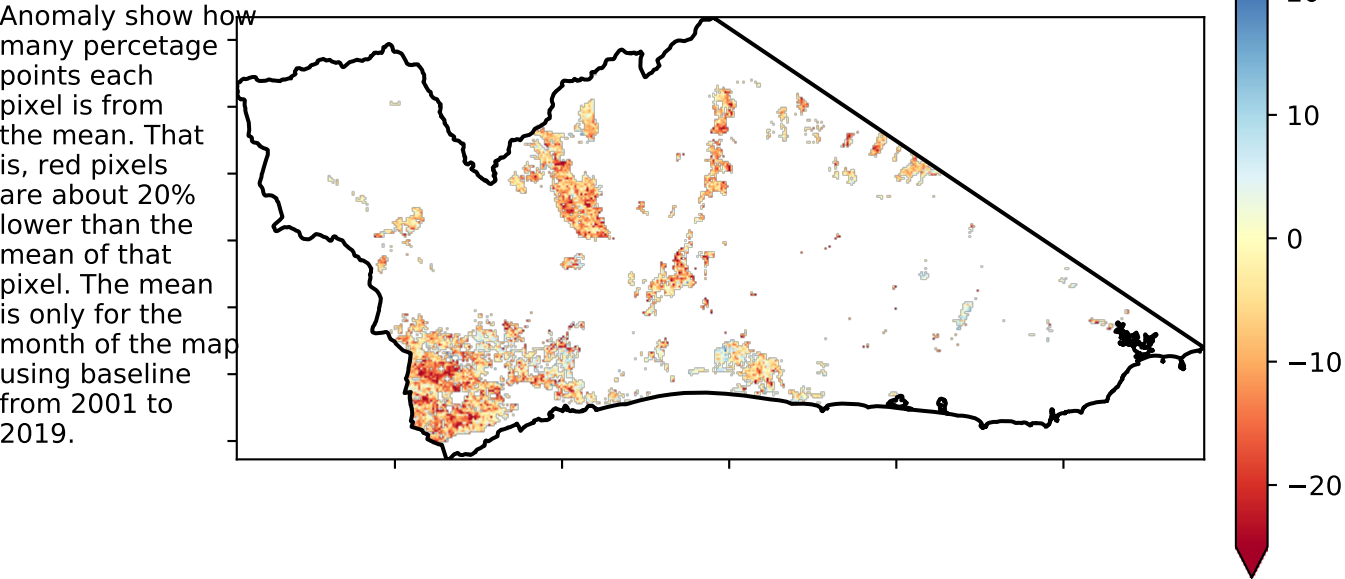 Anomaly show how
many percetage
points each
pixel is from
the mean. That
is, red pixels
are about 20%
lower than the
mean of that
pixel. The mean
is only for the
month of the map
using baseline
from 2001 to
2019.
10
0
−10
−20